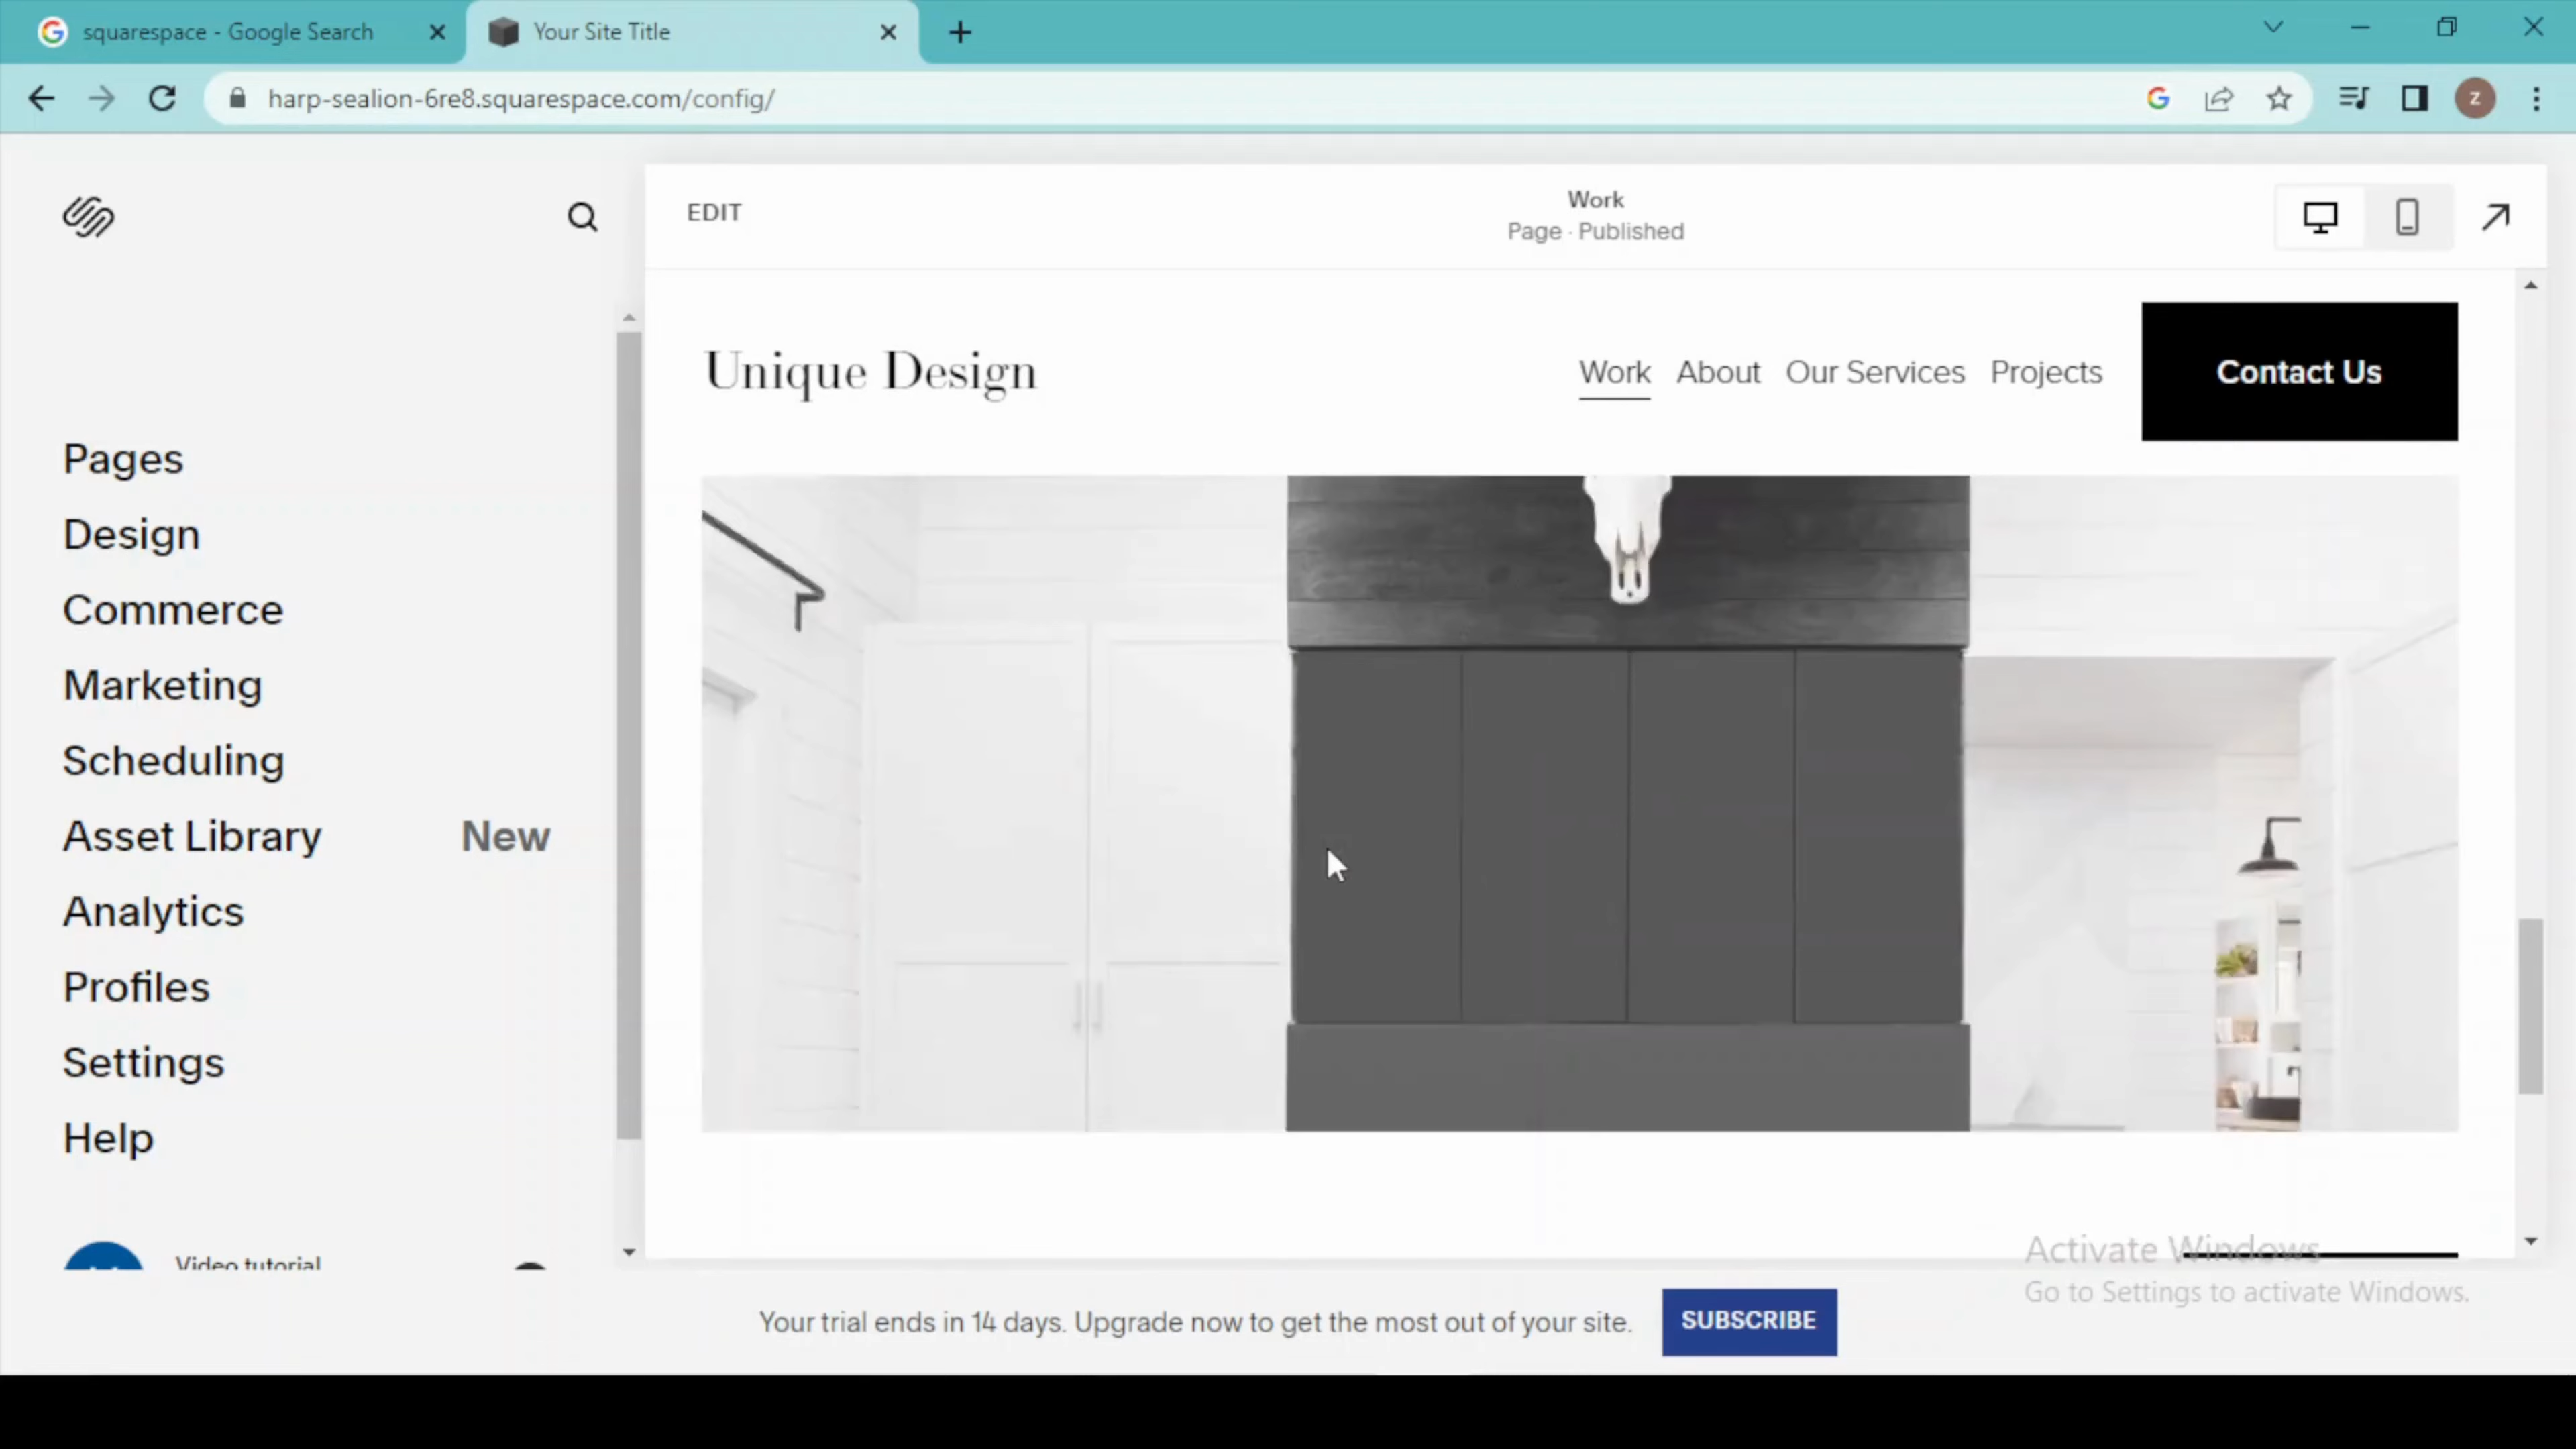 squarespace - Google Search
Your Site Title
harp-sealion-6re8.squarespace.com/config/
Z
EDIT
Work
Page · Published
Unique Design
Work
About
Our Services
Projects
Contact Us
Pages
Design
Commerce
Marketing
Scheduling
Asset Library
New
Analytics
Profiles
Settings
Help
Video tutorial
Activate Windows
Go to Settings to activate Windows.
Your trial ends in 14 days. Upgrade now to get the most out of your site.
SUBSCRIBE